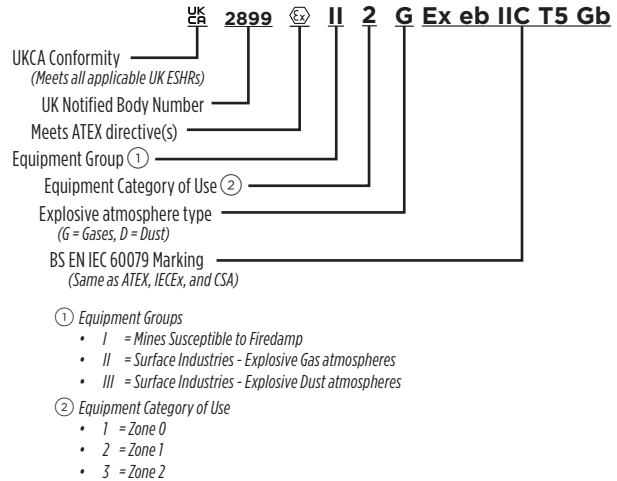 UK CA 2899 Ex II 2 G Ex eb IIC T5 Gb
UKCA Conformity
(Meets all applicable UK ESHRs)
UK Notified Body Number
Meets ATEX directive(s)
Equipment Group 1
Equipment Category of Use 2
Explosive atmosphere type
(G = Gases, D = Dust)
BS EN IEC 60079 Marking
(Same as ATEX, IECEx, and CSA)
1 Equipment Groups
• I = Mines Susceptible to Firedamp
• II = Surface Industries - Explosive Gas atmospheres
• III = Surface Industries - Explosive Dust atmospheres
2 Equipment Category of Use
• 1 = Zone 0
• 2 = Zone 1
• 3 = Zone 2